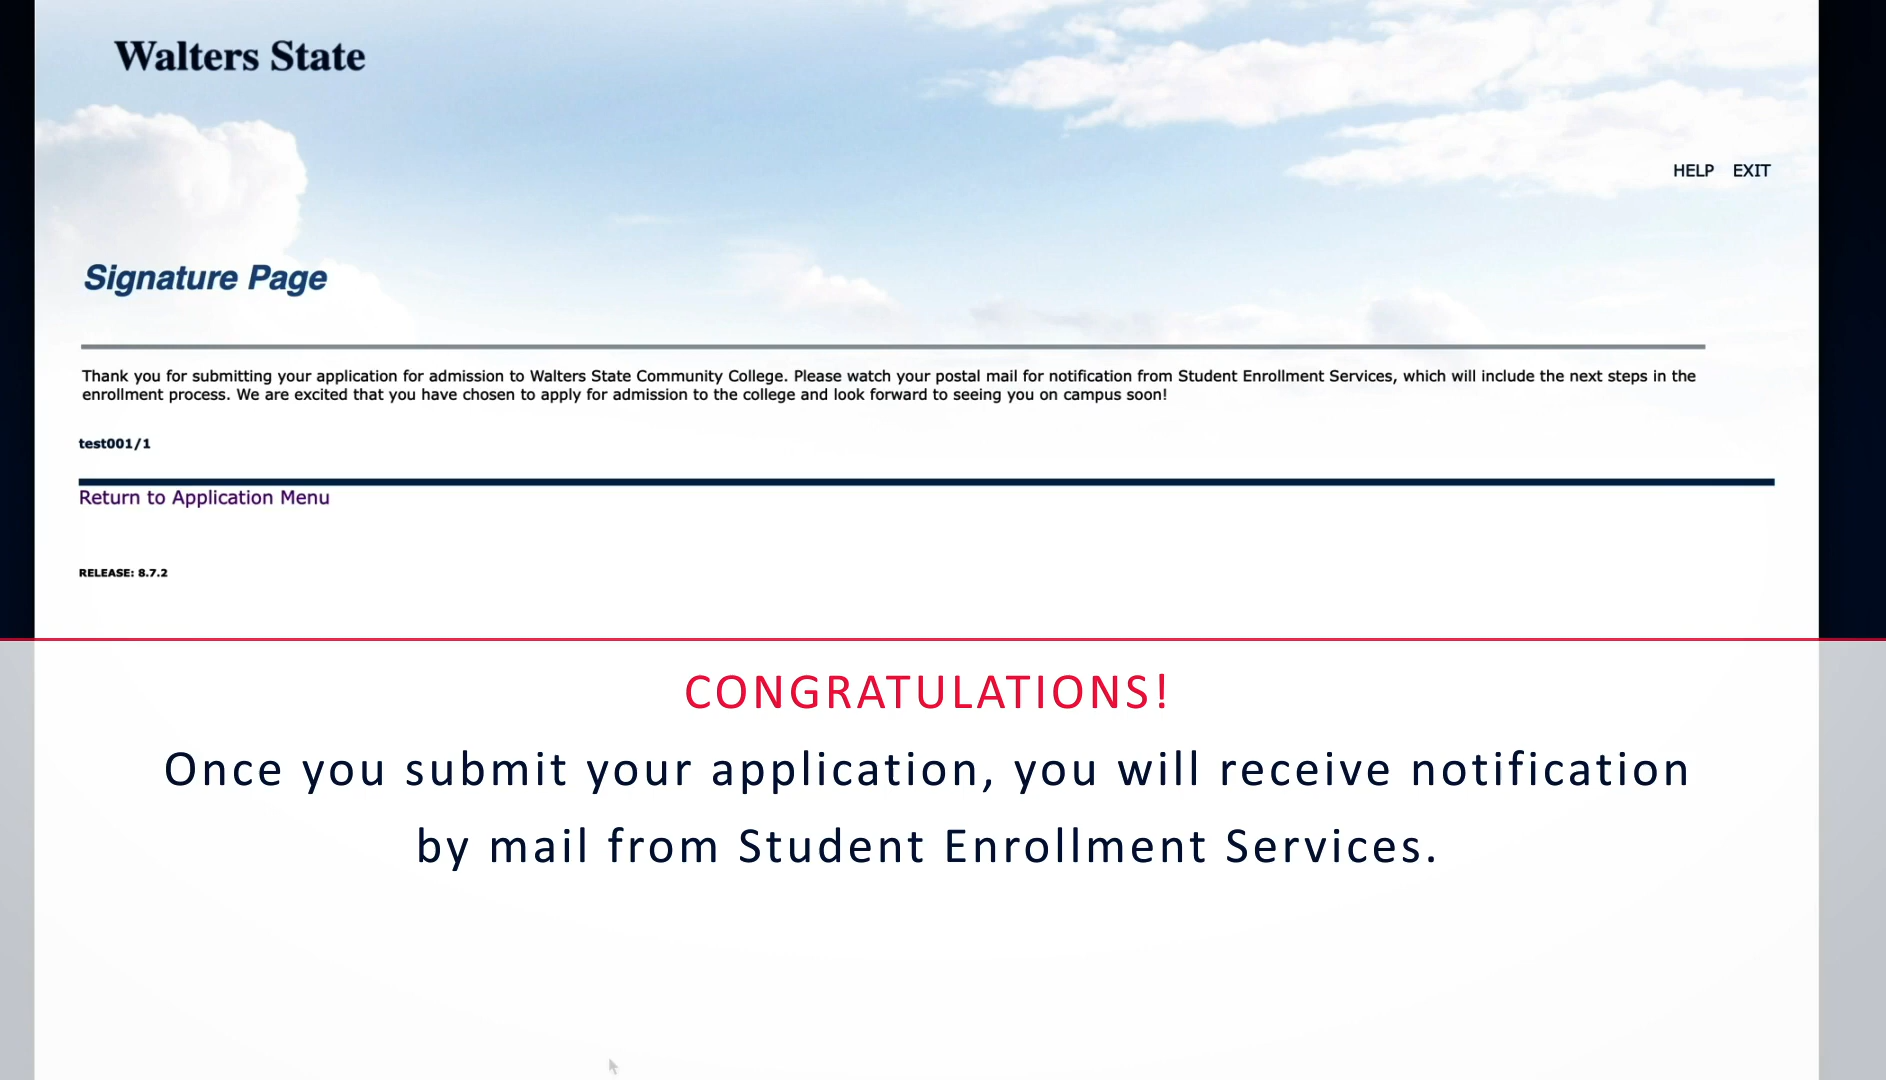 Walters State
HELP EXIT
Signature Page
Thank you for submitting your application for admission to Walters State Community College. Please watch your postal mail for notification from Student Enrollment Services, which will include the next steps in the
enrollment process. We are excited that you have chosen to apply for admission to the college and look forward to seeing you on campus soon!
test001/1
Return to Application Menu
RELEASE: 8.7.2
CONGRATULATIONS!
Once you submit your application, you will receive notification
by mail from Student Enrollment Services.